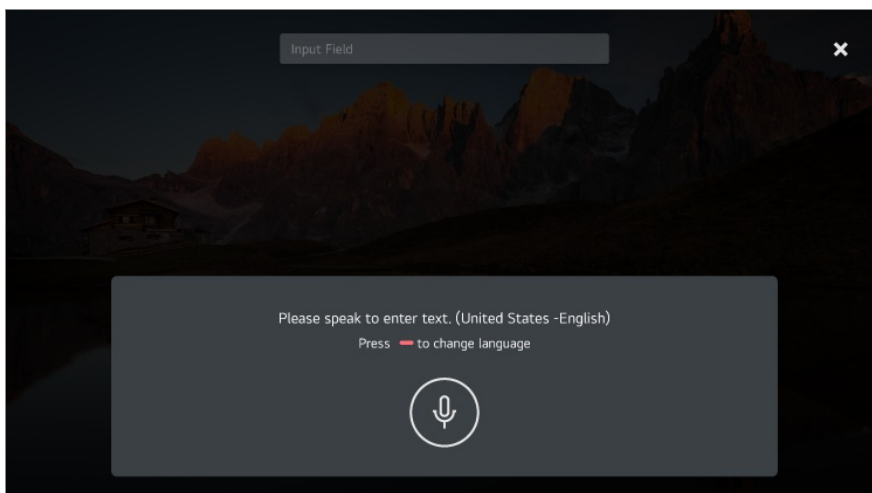 Input Field
Please speak to enter text. (United States -English)
Press to change language